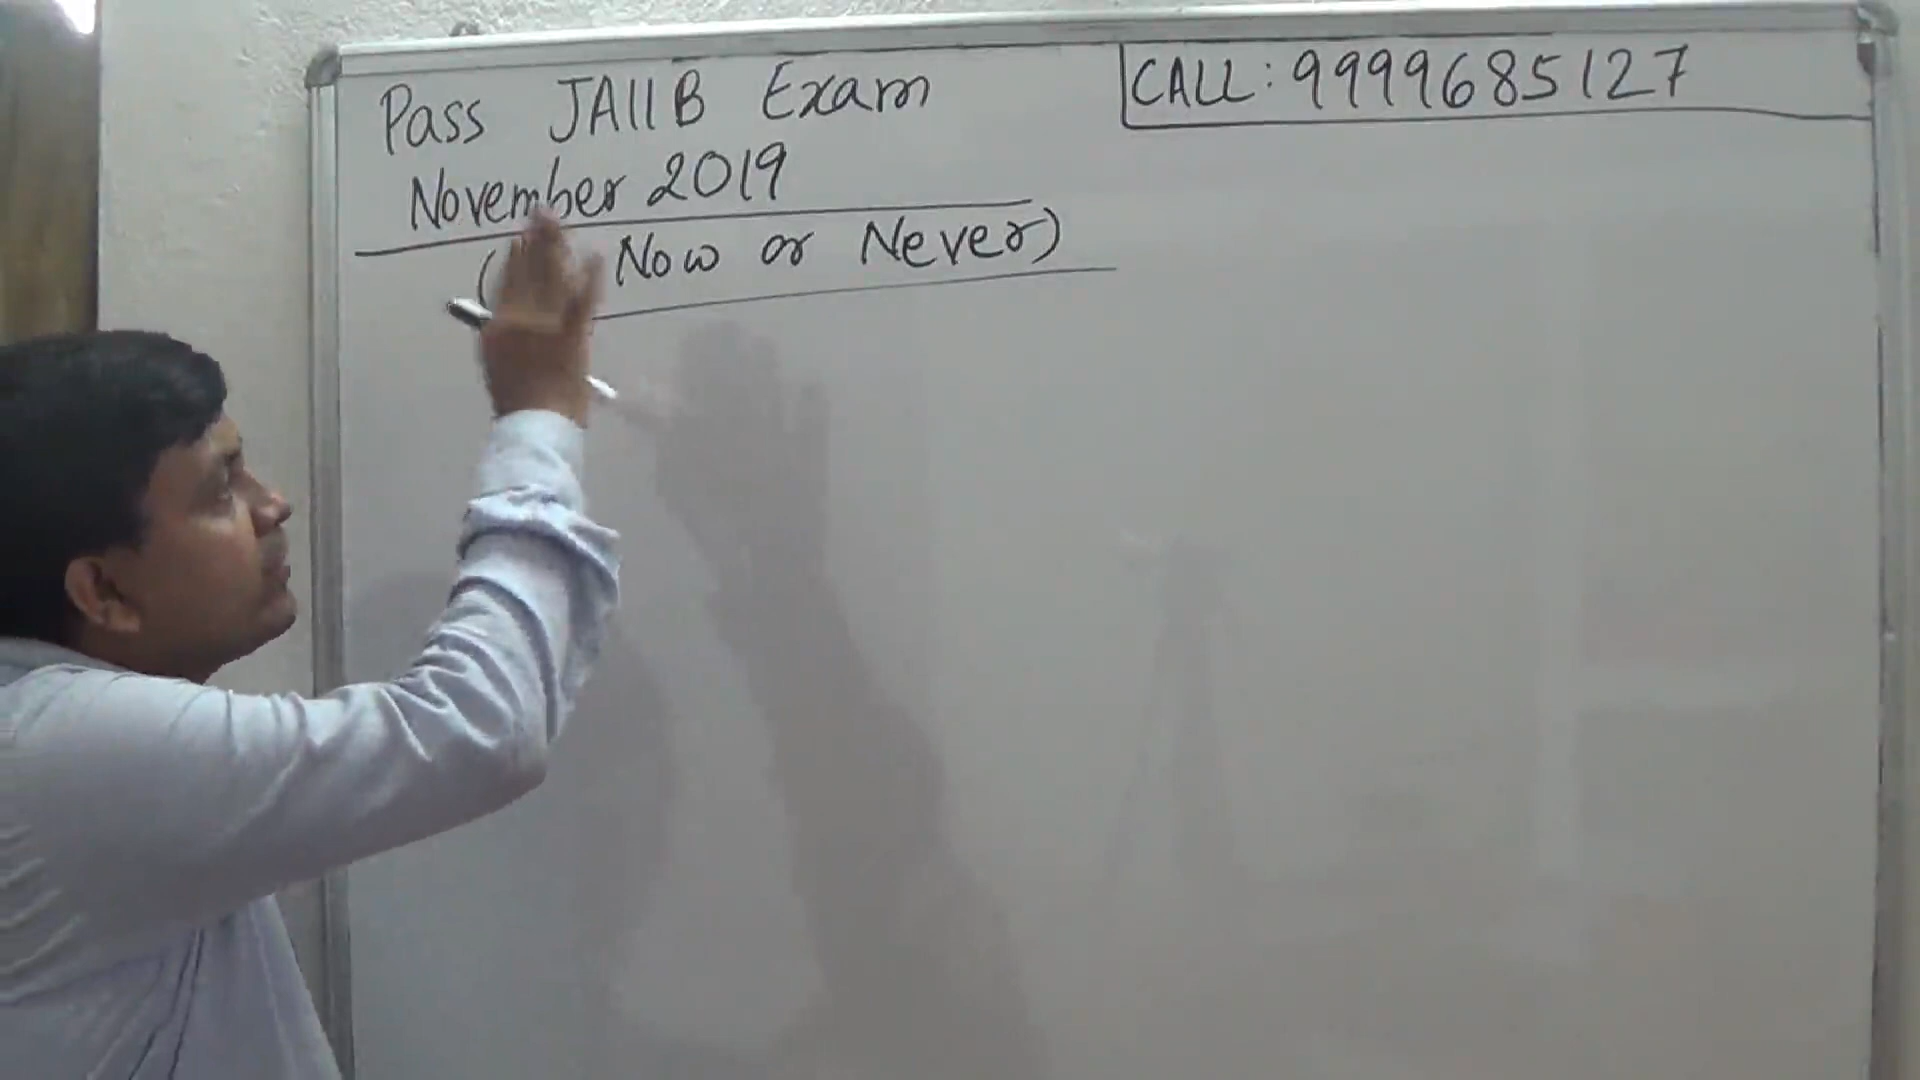 Pass JAIIB Exam
November 2019
( Now or Never)
CALL: 9999685127